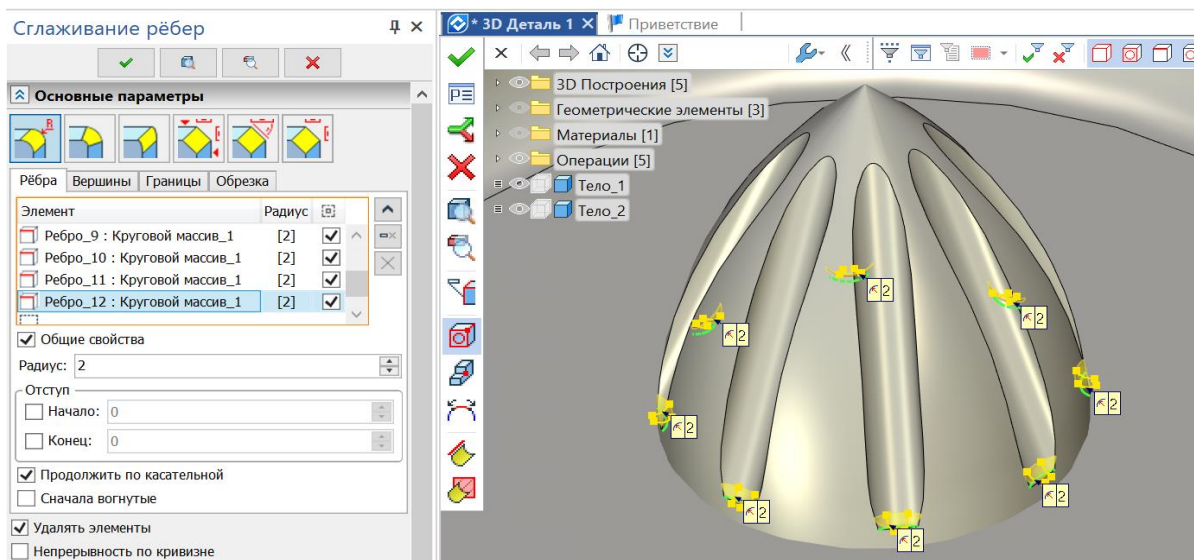 Сглаживание рёбер
Основные параметры
R
Рёбра Вершины Границы Обрезка
Элемент Радиус
Ребро_9 : Круговой массив_1 [2]
Ребро_10 : Круговой массив_1 [2]
Ребро_11 : Круговой массив_1 [2]
Ребро_12 : Круговой массив_1 [2]
Общие свойства
Радиус: 2
Отступ
Начало: 0
Конец: 0
Продолжить по касательной
Сначала вогнутые
Удалять элементы
Непрерывность по кривизне
* 3D Деталь 1 Приветствие
3D Построения [5]
Геометрические элементы [3]
Материалы [1]
Операции [5]
Тело_1
Тело_2
2
2
2
2
2
2
2
2